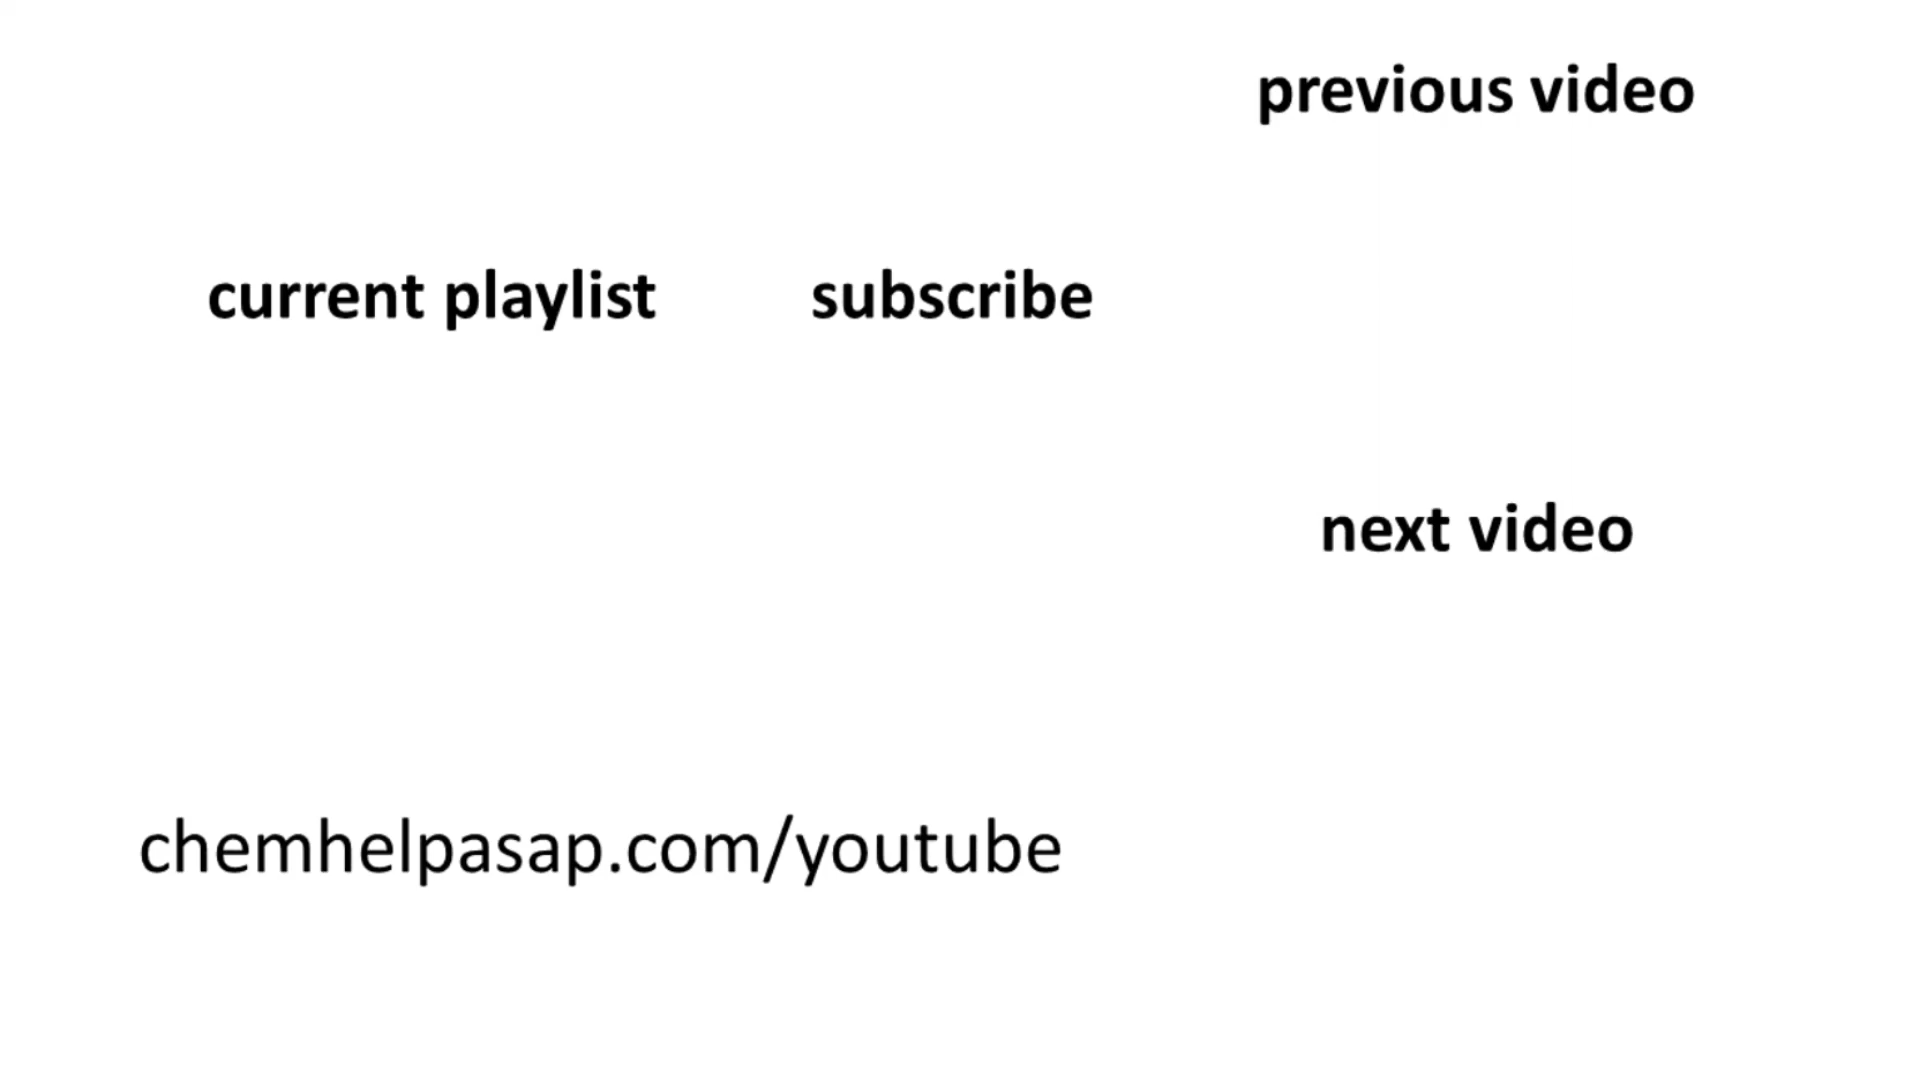 previous video
current playlist
subscribe
next video
chemhelpasap.com/youtube